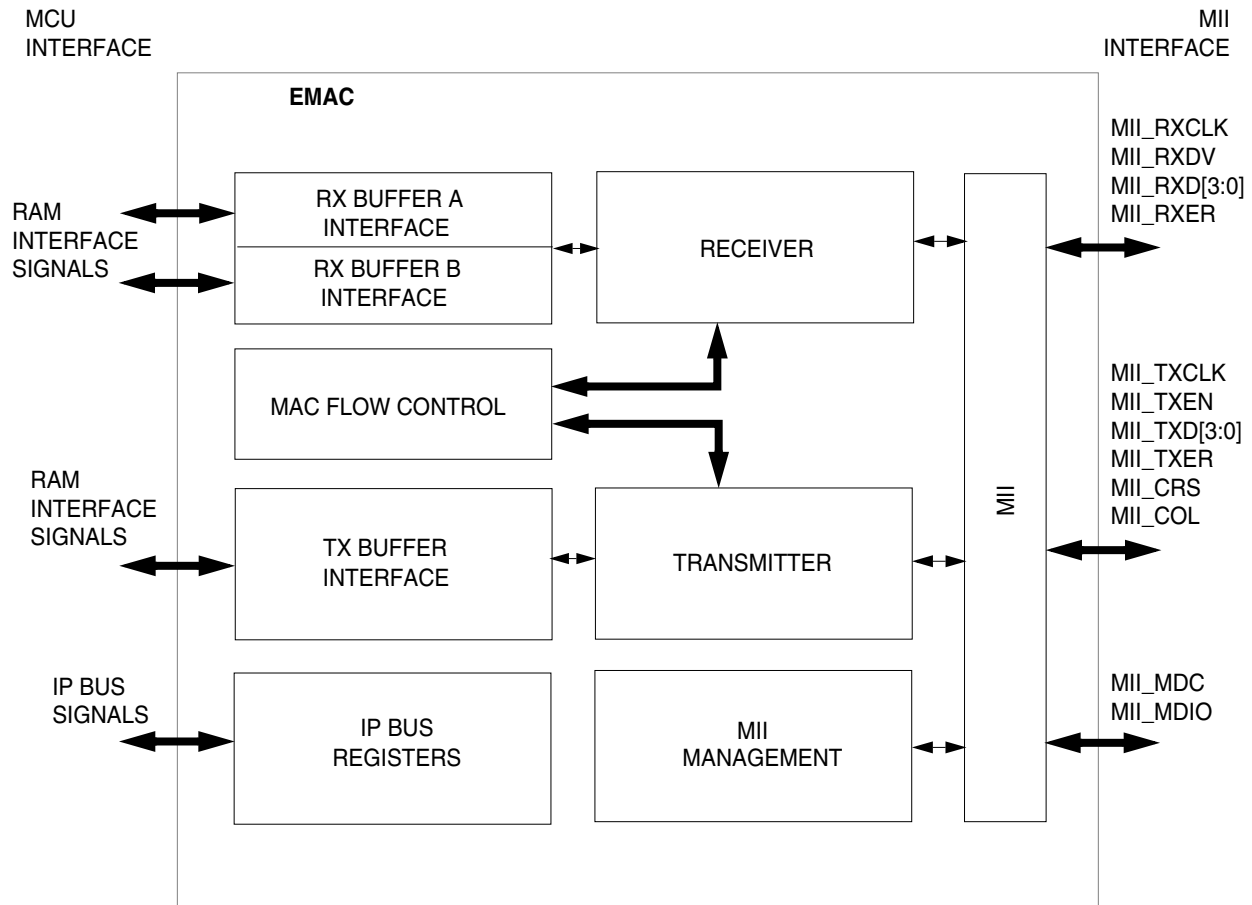 MCU
INTERFACE
MII
INTERFACE
EMAC
RAM
INTERFACE
SIGNALS
RX BUFFER A
INTERFACE
RX BUFFER B
INTERFACE
RECEIVER
MII_RXCLK
MII_RXDV
MII_RXD[3:0]
MII_RXER
MAC FLOW CONTROL
RAM
INTERFACE
SIGNALS
TX BUFFER
INTERFACE
TRANSMITTER
MII
MII_TXCLK
MII_TXEN
MII_TXD[3:0]
MII_TXER
MII_CRS
MII_COL
IP BUS
SIGNALS
IP BUS
REGISTERS
MII
MANAGEMENT
MII_MDC
MII_MDIO